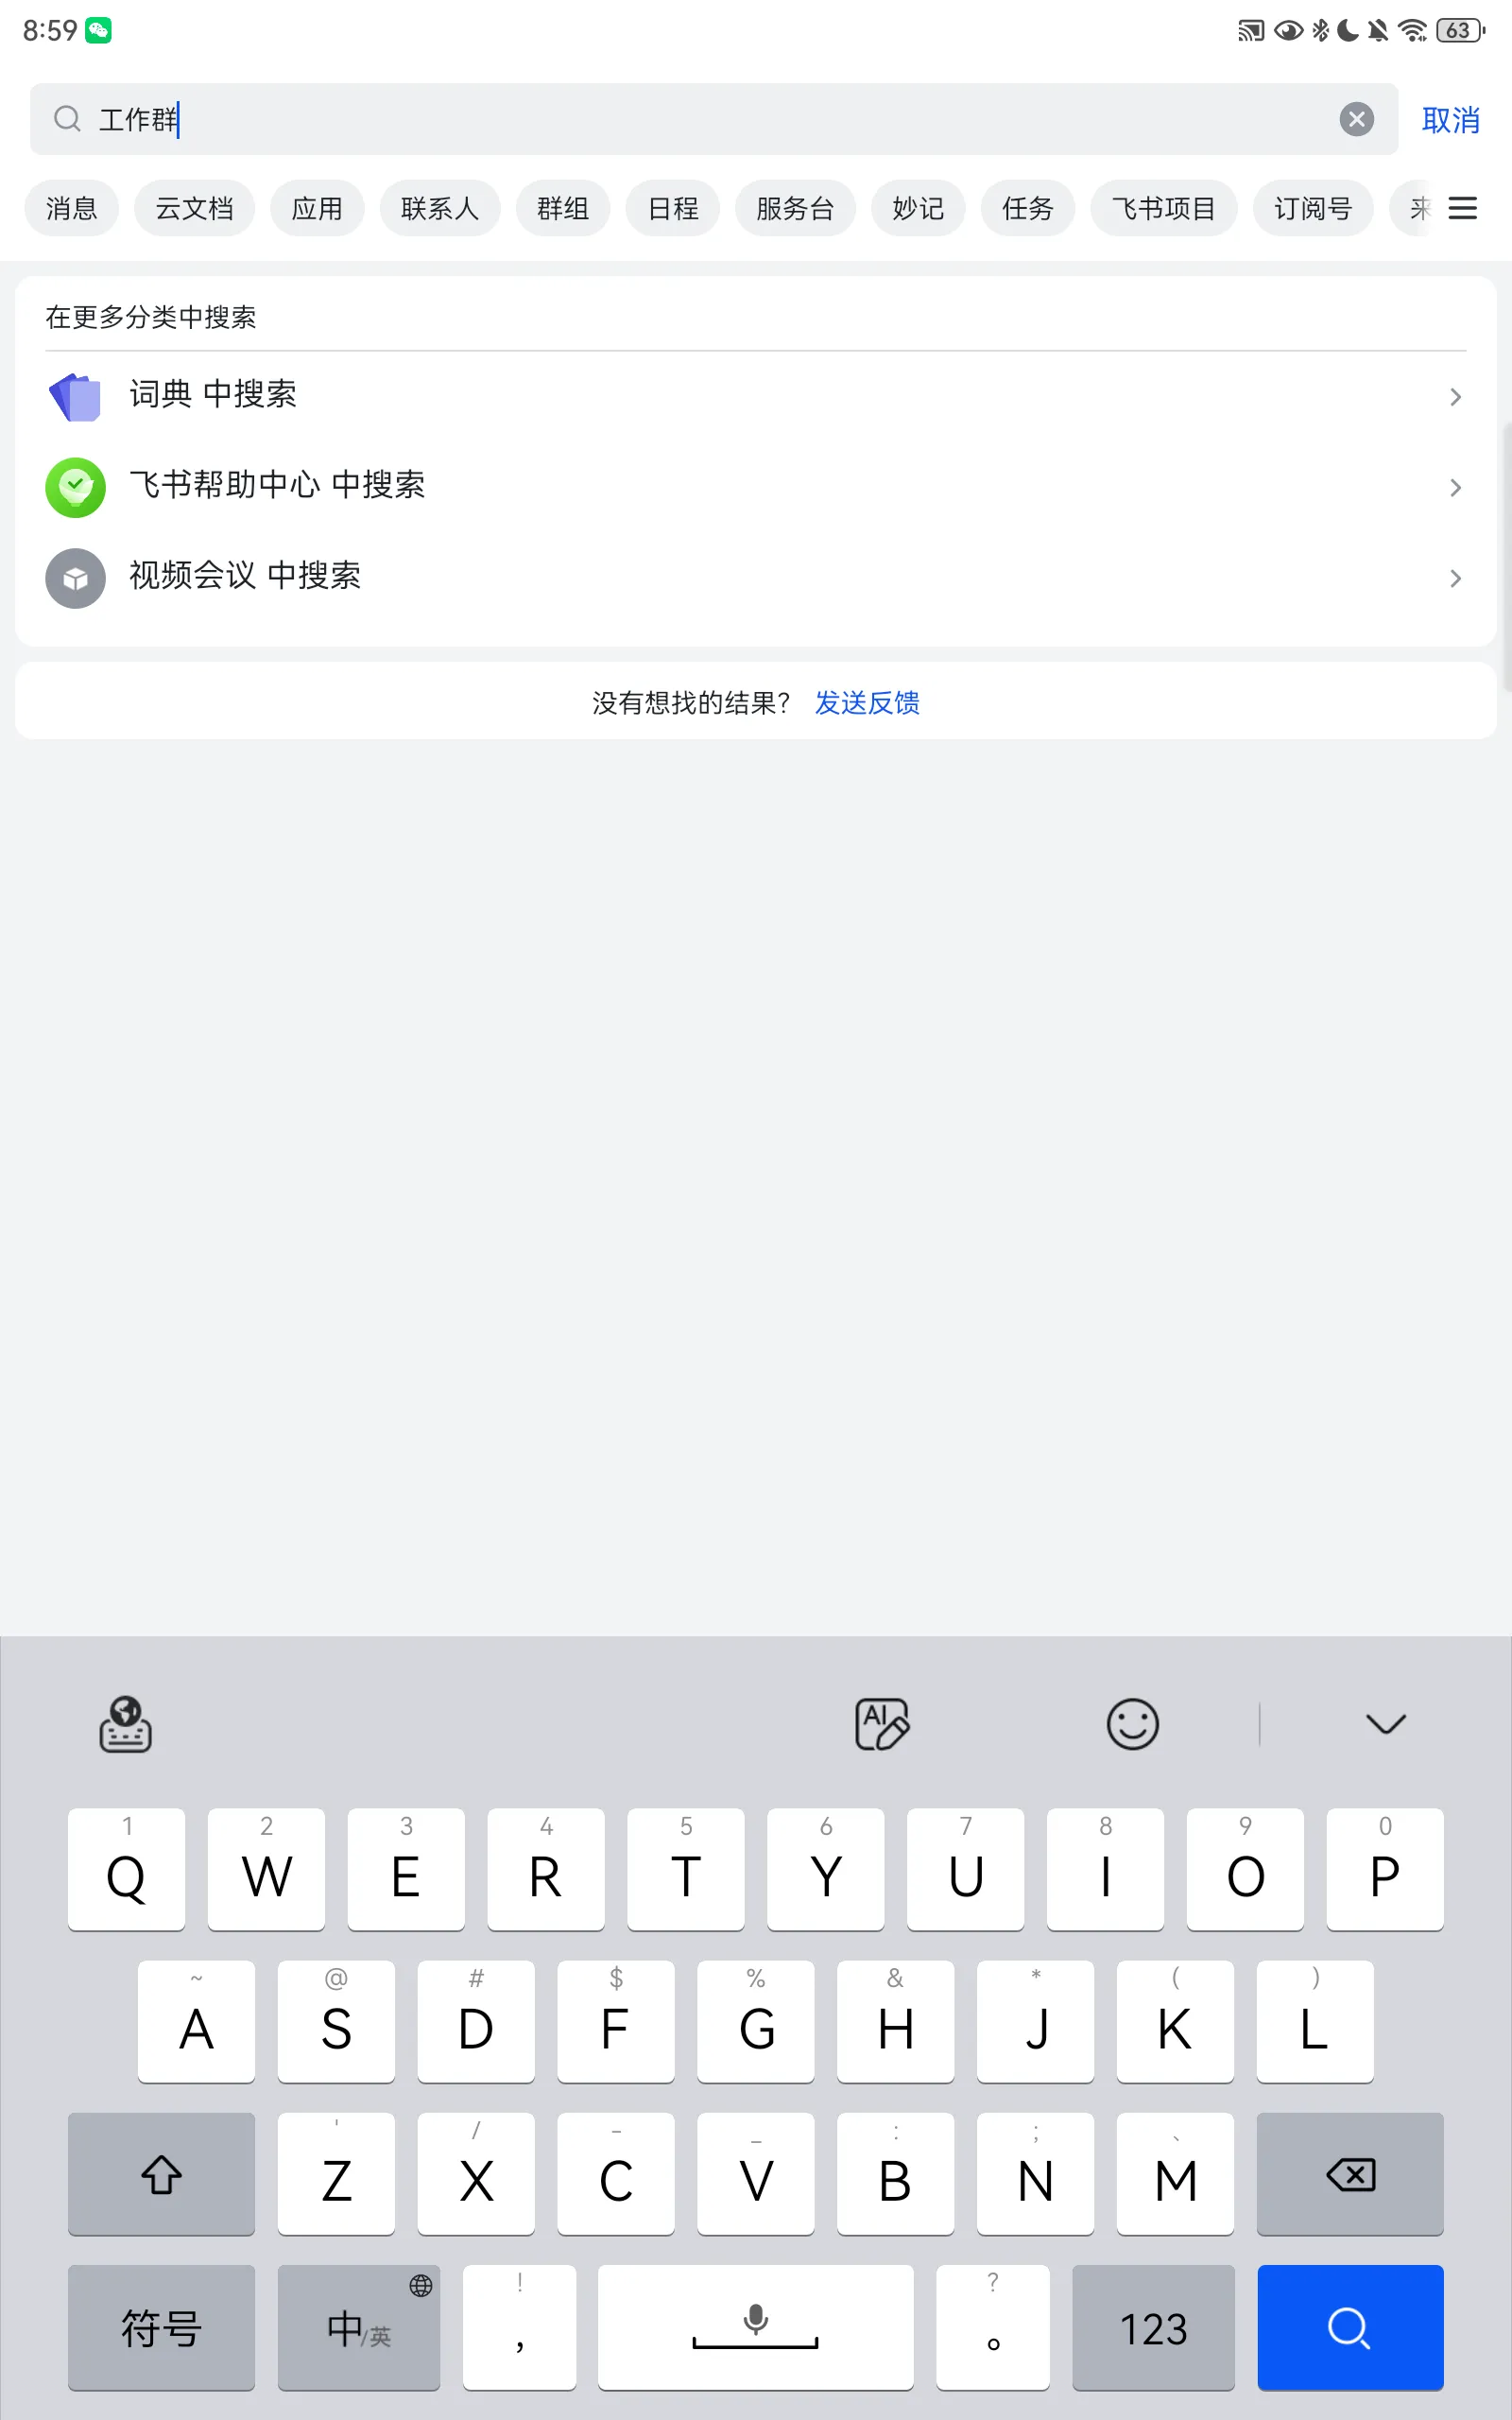 8:59 63
工作群 取消
消息 云文档 应用 联系人 群组 日程 服务台 妙记 任务 飞书项目 订阅号 来
在更多分类中搜索
词典 中搜索
飞书帮助中心 中搜索
视频会议 中搜索
没有想找的结果？ 发送反馈
AI
1 2 3 4 5 6 7 8 9 0
Q W E R T Y U I O P
~ @ # $ % & * ( )
A S D F G H J K L
' / - _ : ; 、
Z X C V B N M
! ?
符号 中/英 , 。 123